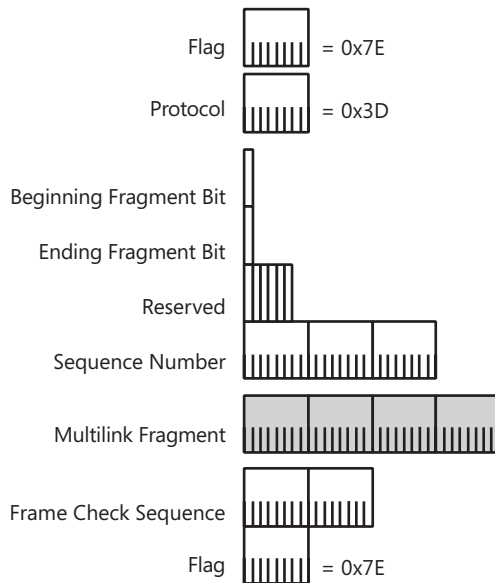 Flag = 0x7E
Protocol = 0x3D
Beginning Fragment Bit
Ending Fragment Bit
Reserved
Sequence Number
Multilink Fragment
Frame Check Sequence
Flag = 0x7E